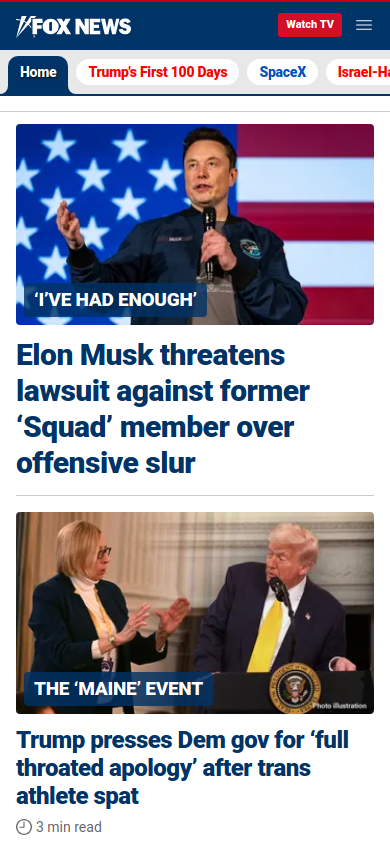 FOX NEWS
Watch TV
Home
Trump's First 100 Days
SpaceX
Israel-Ha
‘I’VE HAD ENOUGH’
Elon Musk threatens
lawsuit against former
‘Squad’ member over
offensive slur
THE ‘MAINE’ EVENT
Photo illustration
Trump presses Dem gov for ‘full
throated apology’ after trans
athlete spat
3 min read